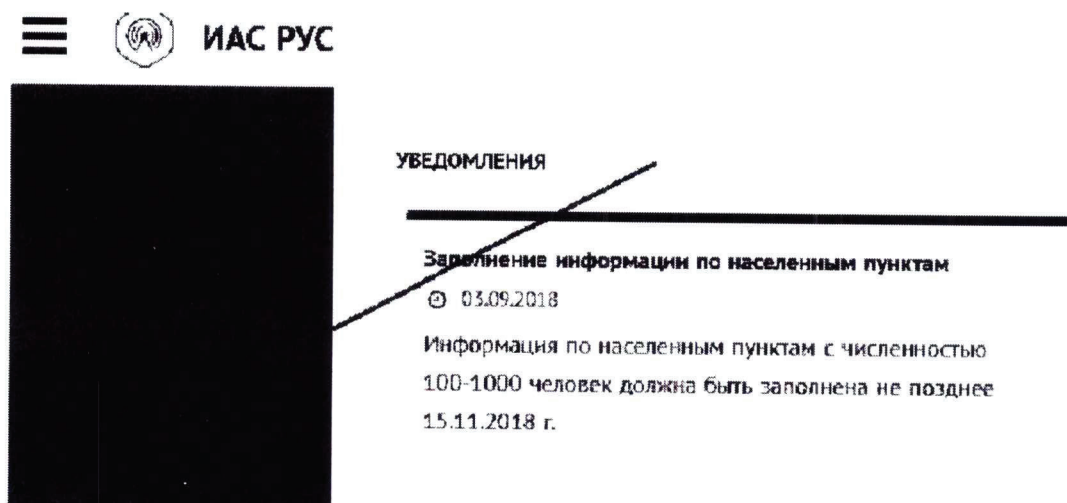 ИАС РУС
УВЕДОМЛЕНИЯ
Заполнение информации по населенным пунктам
03.09.2018
Информация по населенным пунктам с численностью
100-1000 человек должна быть заполнена не позднее
15.11.2018 г.